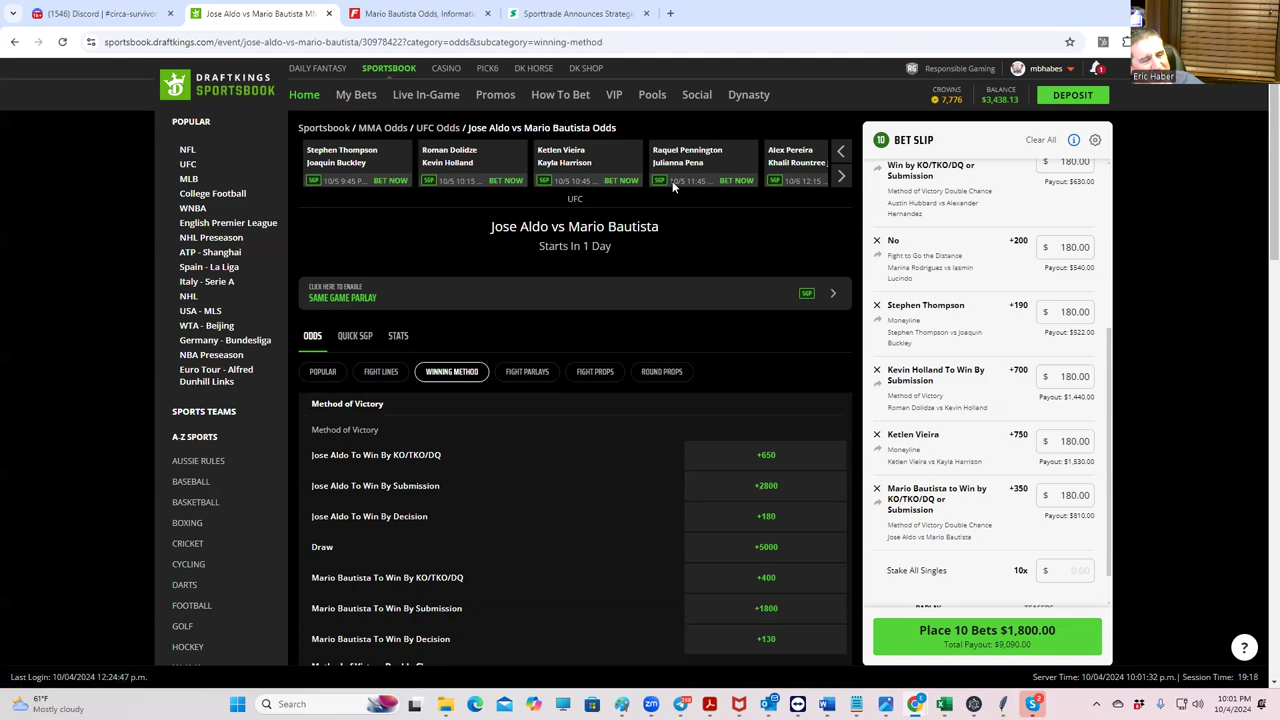 (1546) Discord | #circa-survivor
Jose Aldo vs Mario Bautista MM
Mario Bautista Odds, Informati
Sporttrade Announces Strategic
sportsbook.draftkings.com/event/jose-aldo-vs-mario-bautista/30978422?category=odds&subcategory=winning_method
Eric Haber
DAILY FANTASY
SPORTSBOOK
PICK6
DK HORSE
DK SHOP
Responsible Gaming
mbhabes
1
DRAFTKINGS
SPORTSBOOK
Home
My Bets
How To Bet
VIP
Pools
Social
Dynasty
CROWNS
7,776
BALANCE
$3,438.13
DEPOSIT
POPULAR
NFL
UFC
MLB
College Football
WNBA
English Premier League
NHL Preseason
ATP - Shanghai
Spain - La Liga
Italy - Serie A
NHL
USA - MLS
WTA - Beijing
Germany - Bundesliga
NBA Preseason
Euro Tour - Alfred
Dunhill Links
SPORTS TEAMS
A-Z SPORTS
AUSSIE RULES
BASEBALL
BASKETBALL
BOXING
CRICKET
CYCLING
DARTS
FOOTBALL
GOLF
HOCKEY
Sportsbook / MMA Odds / UFC Odds / Jose Aldo vs Mario Bautista Odds
Stephen Thompson
Joaquin Buckley
SGP 10/5 9:45 P... BET NOW
Roman Dolidze
Kevin Holland
SGP 10/5 10:15 ... BET NOW
Ketlen Vieira
Kayla Harrison
SGP 10/5 10:45 ... BET NOW
Raquel Pennington
Julianna Pena
SGP 10/5 11:45 ... BET NOW
Alex Pereira
Khalil Rountree
SGP 10/6 12:15 ...
UFC
Jose Aldo vs Mario Bautista
Starts In 1 Day
CLICK HERE TO ENABLE
SAME GAME PARLAY
SGP
ODDS
QUICK SGP
STATS
POPULAR
FIGHT LINES
WINNING METHOD
FIGHT PARLAYS
FIGHT PROPS
ROUND PROPS
Method of Victory
Method of Victory
Jose Aldo To Win By KO/TKO/DQ +650
Jose Aldo To Win By Submission +2800
Jose Aldo To Win By Decision +180
Draw +5000
Mario Bautista To Win By KO/TKO/DQ +400
Mario Bautista To Win By Submission +1800
Mario Bautista To Win By Decision +130
10 BET SLIP
Clear All
Win by KO/TKO/DQ or
Submission
$ 180.00
Payout: $630.00
Method of Victory Double Chance
Austin Hubbard vs Alexander
Hernandez
No +200 $ 180.00
Fight to Go the Distance
Payout: $540.00
Marina Rodriguez vs Iasmin
Lucindo
Stephen Thompson +190 $ 180.00
Moneyline
Payout: $522.00
Stephen Thompson vs Joaquin
Buckley
Kevin Holland To Win By
Submission
+700 $ 180.00
Method of Victory
Payout: $1,440.00
Roman Dolidze vs Kevin Holland
Ketlen Vieira +750 $ 180.00
Moneyline
Payout: $1,530.00
Ketlen Vieira vs Kayla Harrison
Mario Bautista to Win by
KO/TKO/DQ or
Submission
+350 $ 180.00
Payout: $810.00
Method of Victory Double Chance
Jose Aldo vs Mario Bautista
Stake All Singles 10x $ 0.00
Place 10 Bets $1,800.00
Total Payout: $9,090.00
?
Last Login: 10/04/2024 12:24:47 p.m.
Server Time: 10/04/2024 10:01:32 p.m.| Session Time: 19:18
61°F
Mostly cloudy
Search
10:01 PM
10/4/2024